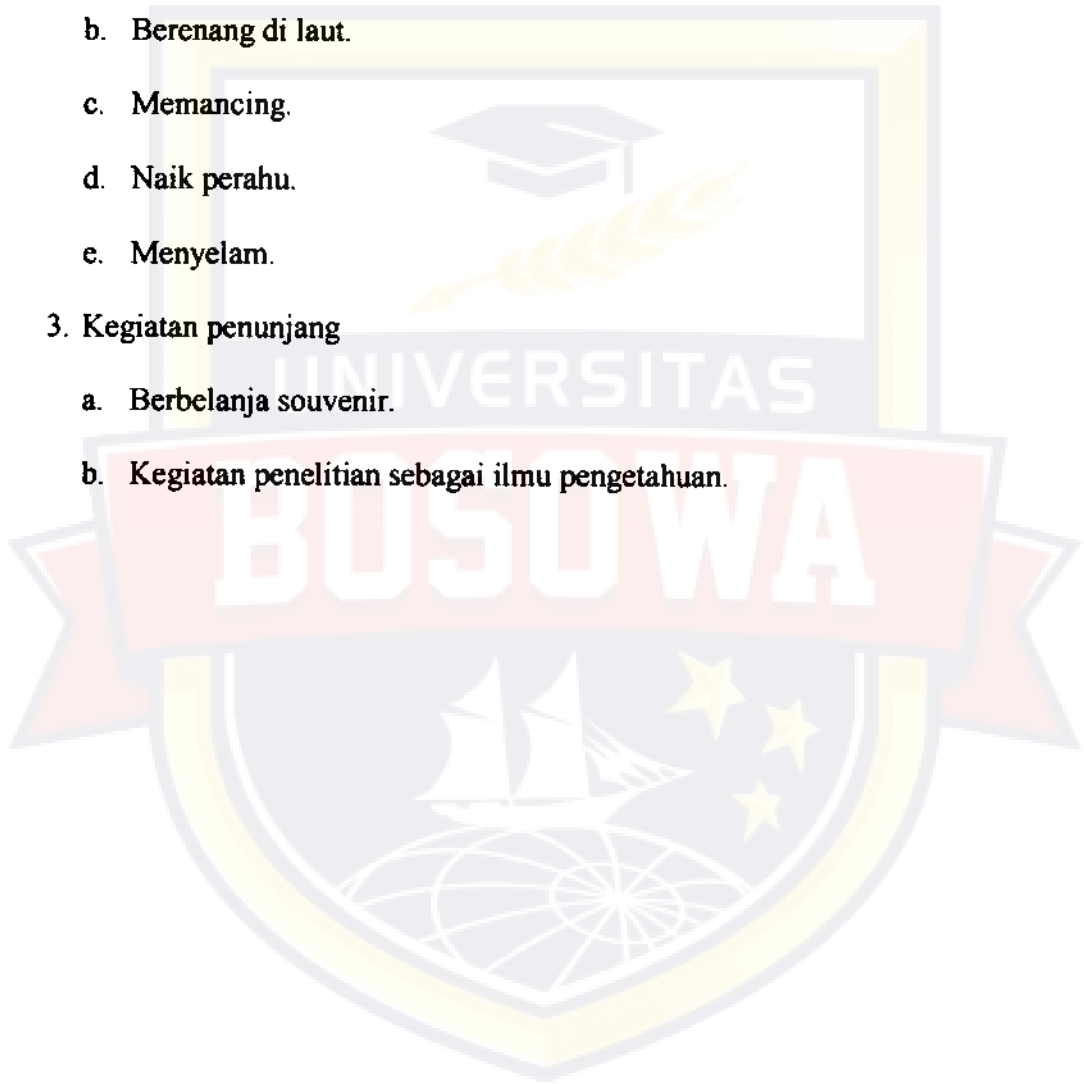 b. Berenang di laut.
c. Memancing.
d. Naik perahu.
e. Menyelam.
3. Kegiatan penunjang
UNIVERSITAS
a. Berbelanja souvenir.
b. Kegiatan penelitian sebagai ilmu pengetahuan.
BOSOWA